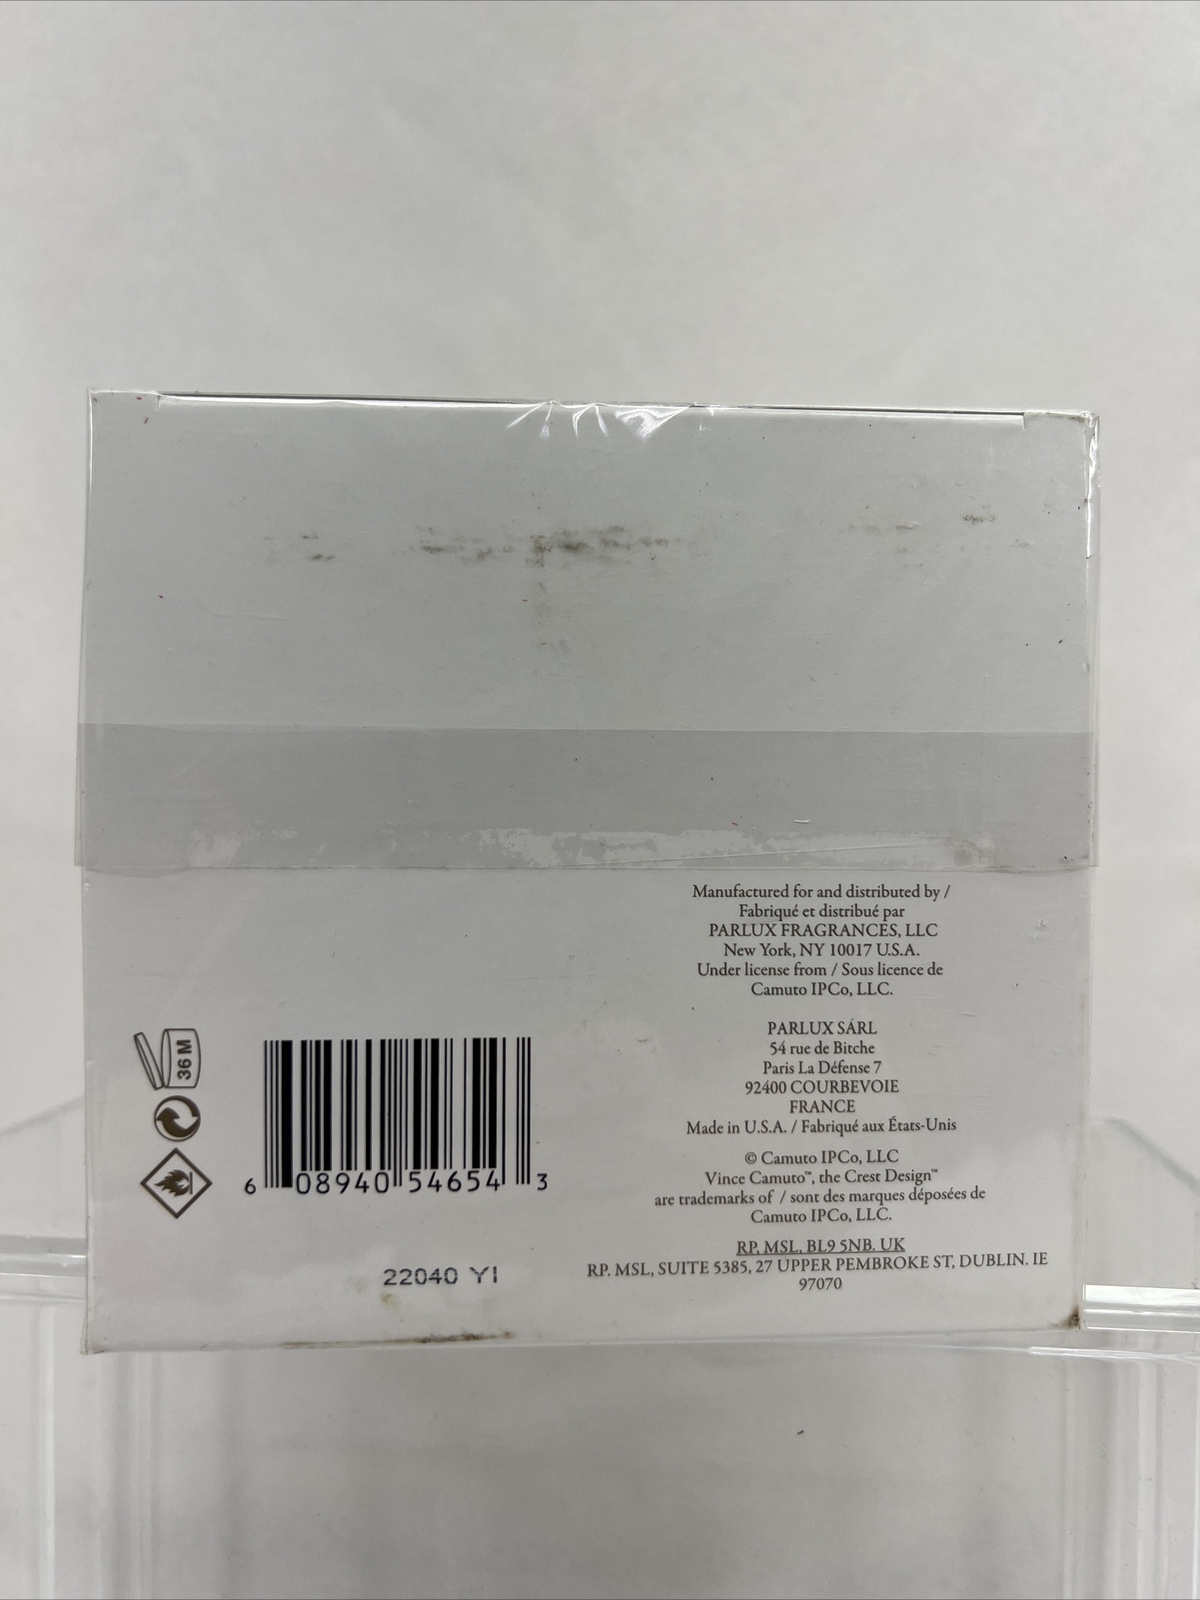 Manufactured for and distributed by /
Fabriqué et distribué par
PARLUX FRAGRANCES, LLC
New York, NY 10017 U.S.A.
Under license from / Sous licence de
Camuto IPCo, LLC.
PARLUX SÁRL
54 rue de Bitche
Paris La Défense 7
92400 COURBEVOIE
FRANCE
Made in U.S.A. / Fabriqué aux États-Unis
© Camuto IPCo, LLC
Vince Camuto™, the Crest Design™
are trademarks of / sont des marques déposées de
Camuto IPCo, LLC.
RP, MSL, BL9 5NB. UK
RP. MSL, SUITE 5385, 27 UPPER PEMBROKE ST, DUBLIN. IE
97070
36 M
6 08940 54654 3
22040 YI